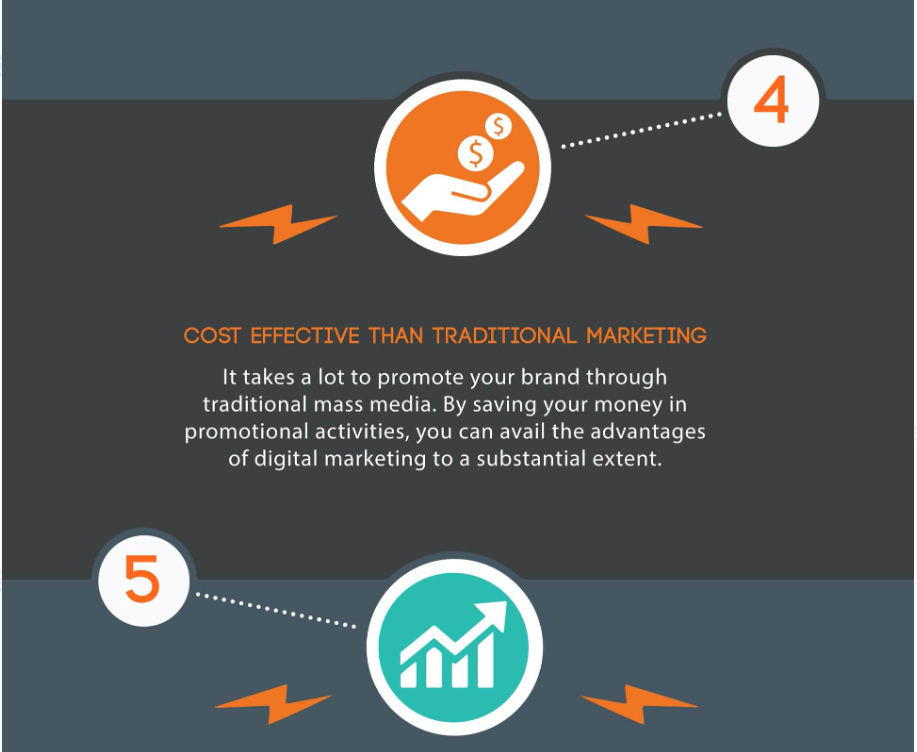 4
$
$
COST EFFECTIVE THAN TRADITIONAL MARKETING
It takes a lot to promote your brand through
traditional mass media. By saving your money in
promotional activities, you can avail the advantages
of digital marketing to a substantial extent.
5